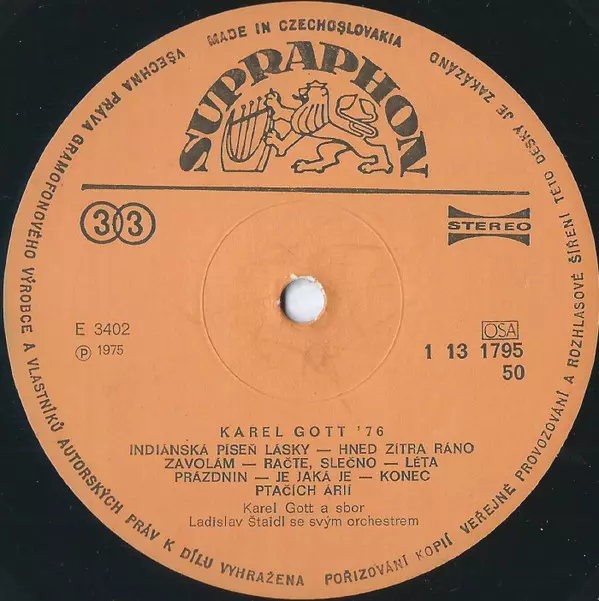 MADE IN CZECHOSLOVAKIA
SUPRAPHON
33
STEREO
E 3402
℗ 1975
OSA
1 13 1795
50
KAREL GOTT '76
INDIÁNSKÁ PÍSEŇ LÁSKY — HNED ZÍTRA RÁNO
ZAVOLÁM — RAČTE, SLEČNO — LÉTA
PRÁZDNIN — JE JAKÁ JE — KONEC
PTAČÍCH ÁRIÍ
Karel Gott a sbor
Ladislav Štaidl se svým orchestrem
VŠECHNA PRÁVA GRAMOFONOVÉHO VÝROBCE A VLASTNÍKŮ AUTORSKÝCH PRÁV K DÍLU VYHRAŽENA POŘIZOVÁNÍ KOPIÍ VEŘEJNÉ PROVOZOVÁNÍ A ROZHLASOVÉ ŠÍŘENÍ TÉTO DESKY JE ZAKÁZÁNO